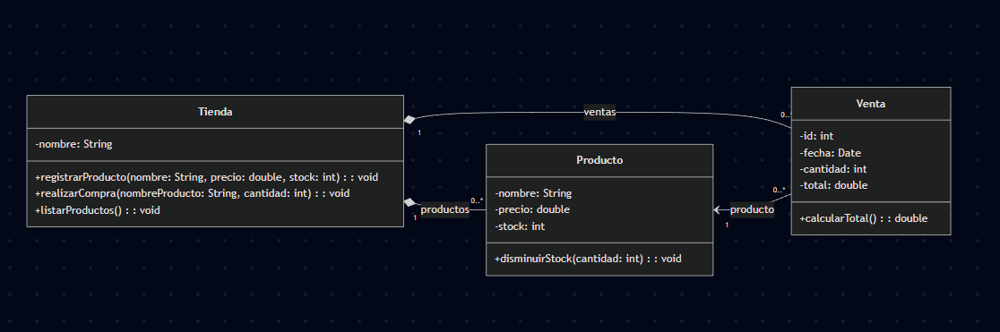 Tienda
-nombre: String
+registrarProducto(nombre: String, precio: double, stock: int) : : void
+realizarCompra(nombreProducto: String, cantidad: int) : : void
+listarProductos() : : void
1
ventas
0..
1
productos
0..*
Producto
-nombre: String
-precio: double
-stock: int
+disminuirStock(cantidad: int) : : void
1
producto
0..*
Venta
-id: int
-fecha: Date
-cantidad: int
-total: double
+calcularTotal() : : double